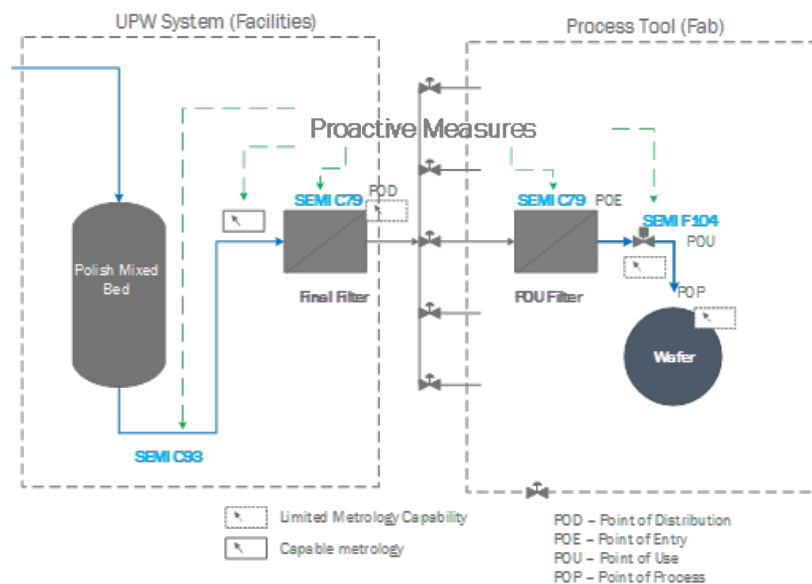 UPW System (Facilities)
Process Tool (Fab)
Proactive Measures
SEMI C79
POD
SEMI C79
POE
SEMI F104
POU
Polish Mixed
Bed
Final Filter
POU Filter
POP
Wafer
SEMI C93
Limited Metrology Capability
Capable metrology
POD – Point of Distribution
POE – Point of Entry
POU – Point of Use
POP – Point of Process